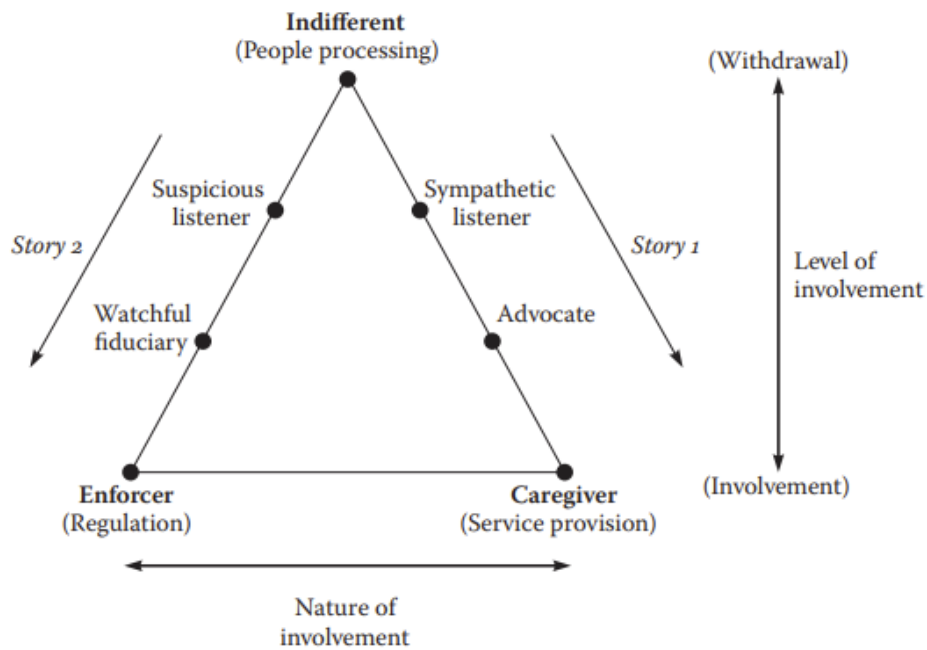 Indifferent
(People processing)
(Withdrawal)
Suspicious
listener
Sympathetic
listener
Story 2
Story 1
Level of
involvement
Watchful
fiduciary
Advocate
(Involvement)
Enforcer
(Regulation)
Caregiver
(Service provision)
Nature of
involvement